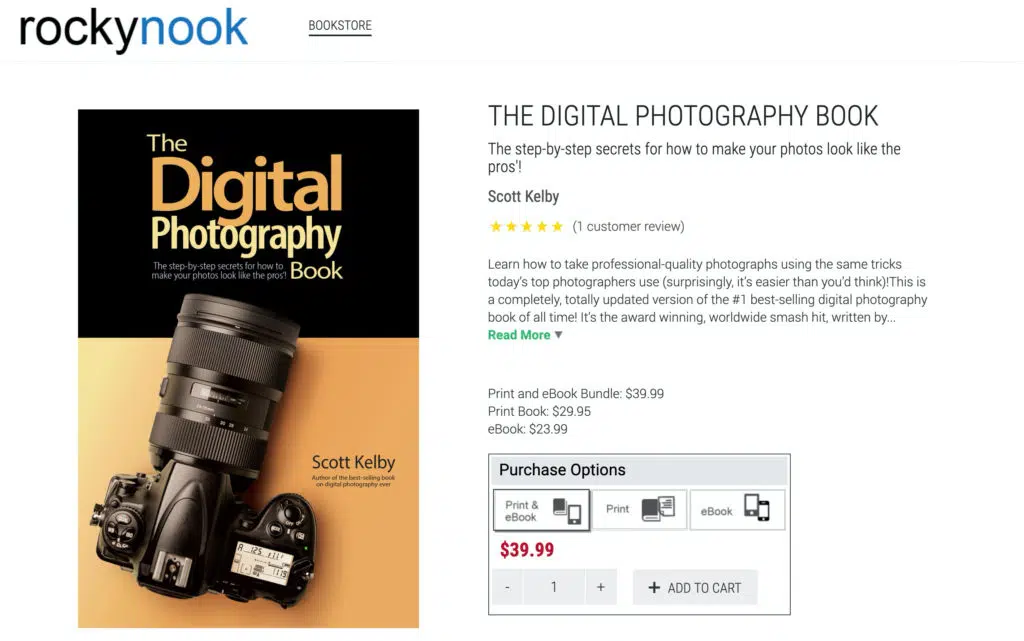 rockynook
BOOKSTORE
The
Digital
Photography
The step-by-step secrets for how to
make your photos look like the pros'!
Book
Scott Kelby
Author of the best-selling book
on digital photography ever
THE DIGITAL PHOTOGRAPHY BOOK
The step-by-step secrets for how to make your photos look like the
pros'!
Scott Kelby
(1 customer review)
Learn how to take professional-quality photographs using the same tricks
today's top photographers use (surprisingly, it's easier than you'd think)!This is
a completely, totally updated version of the #1 best-selling digital photography
book of all time! It's the award winning, worldwide smash hit, written by...
Read More ▼
Print and eBook Bundle: $39.99
Print Book: $29.95
eBook: $23.99
Purchase Options
Print &
eBook
Print
eBook
$39.99
- 1 +
+ ADD TO CART